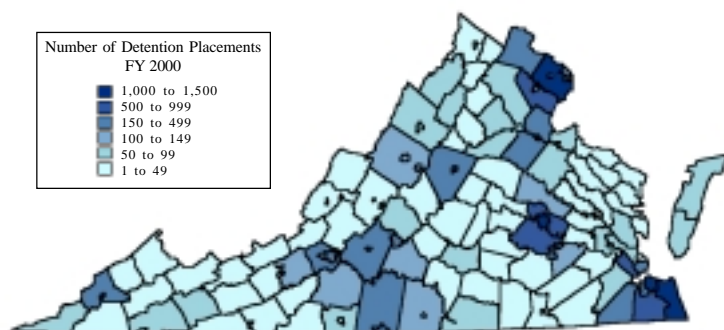 Number of Detention Placements
FY 2000
1,000 to 1,500
500 to 999
150 to 499
100 to 149
50 to 99
1 to 49